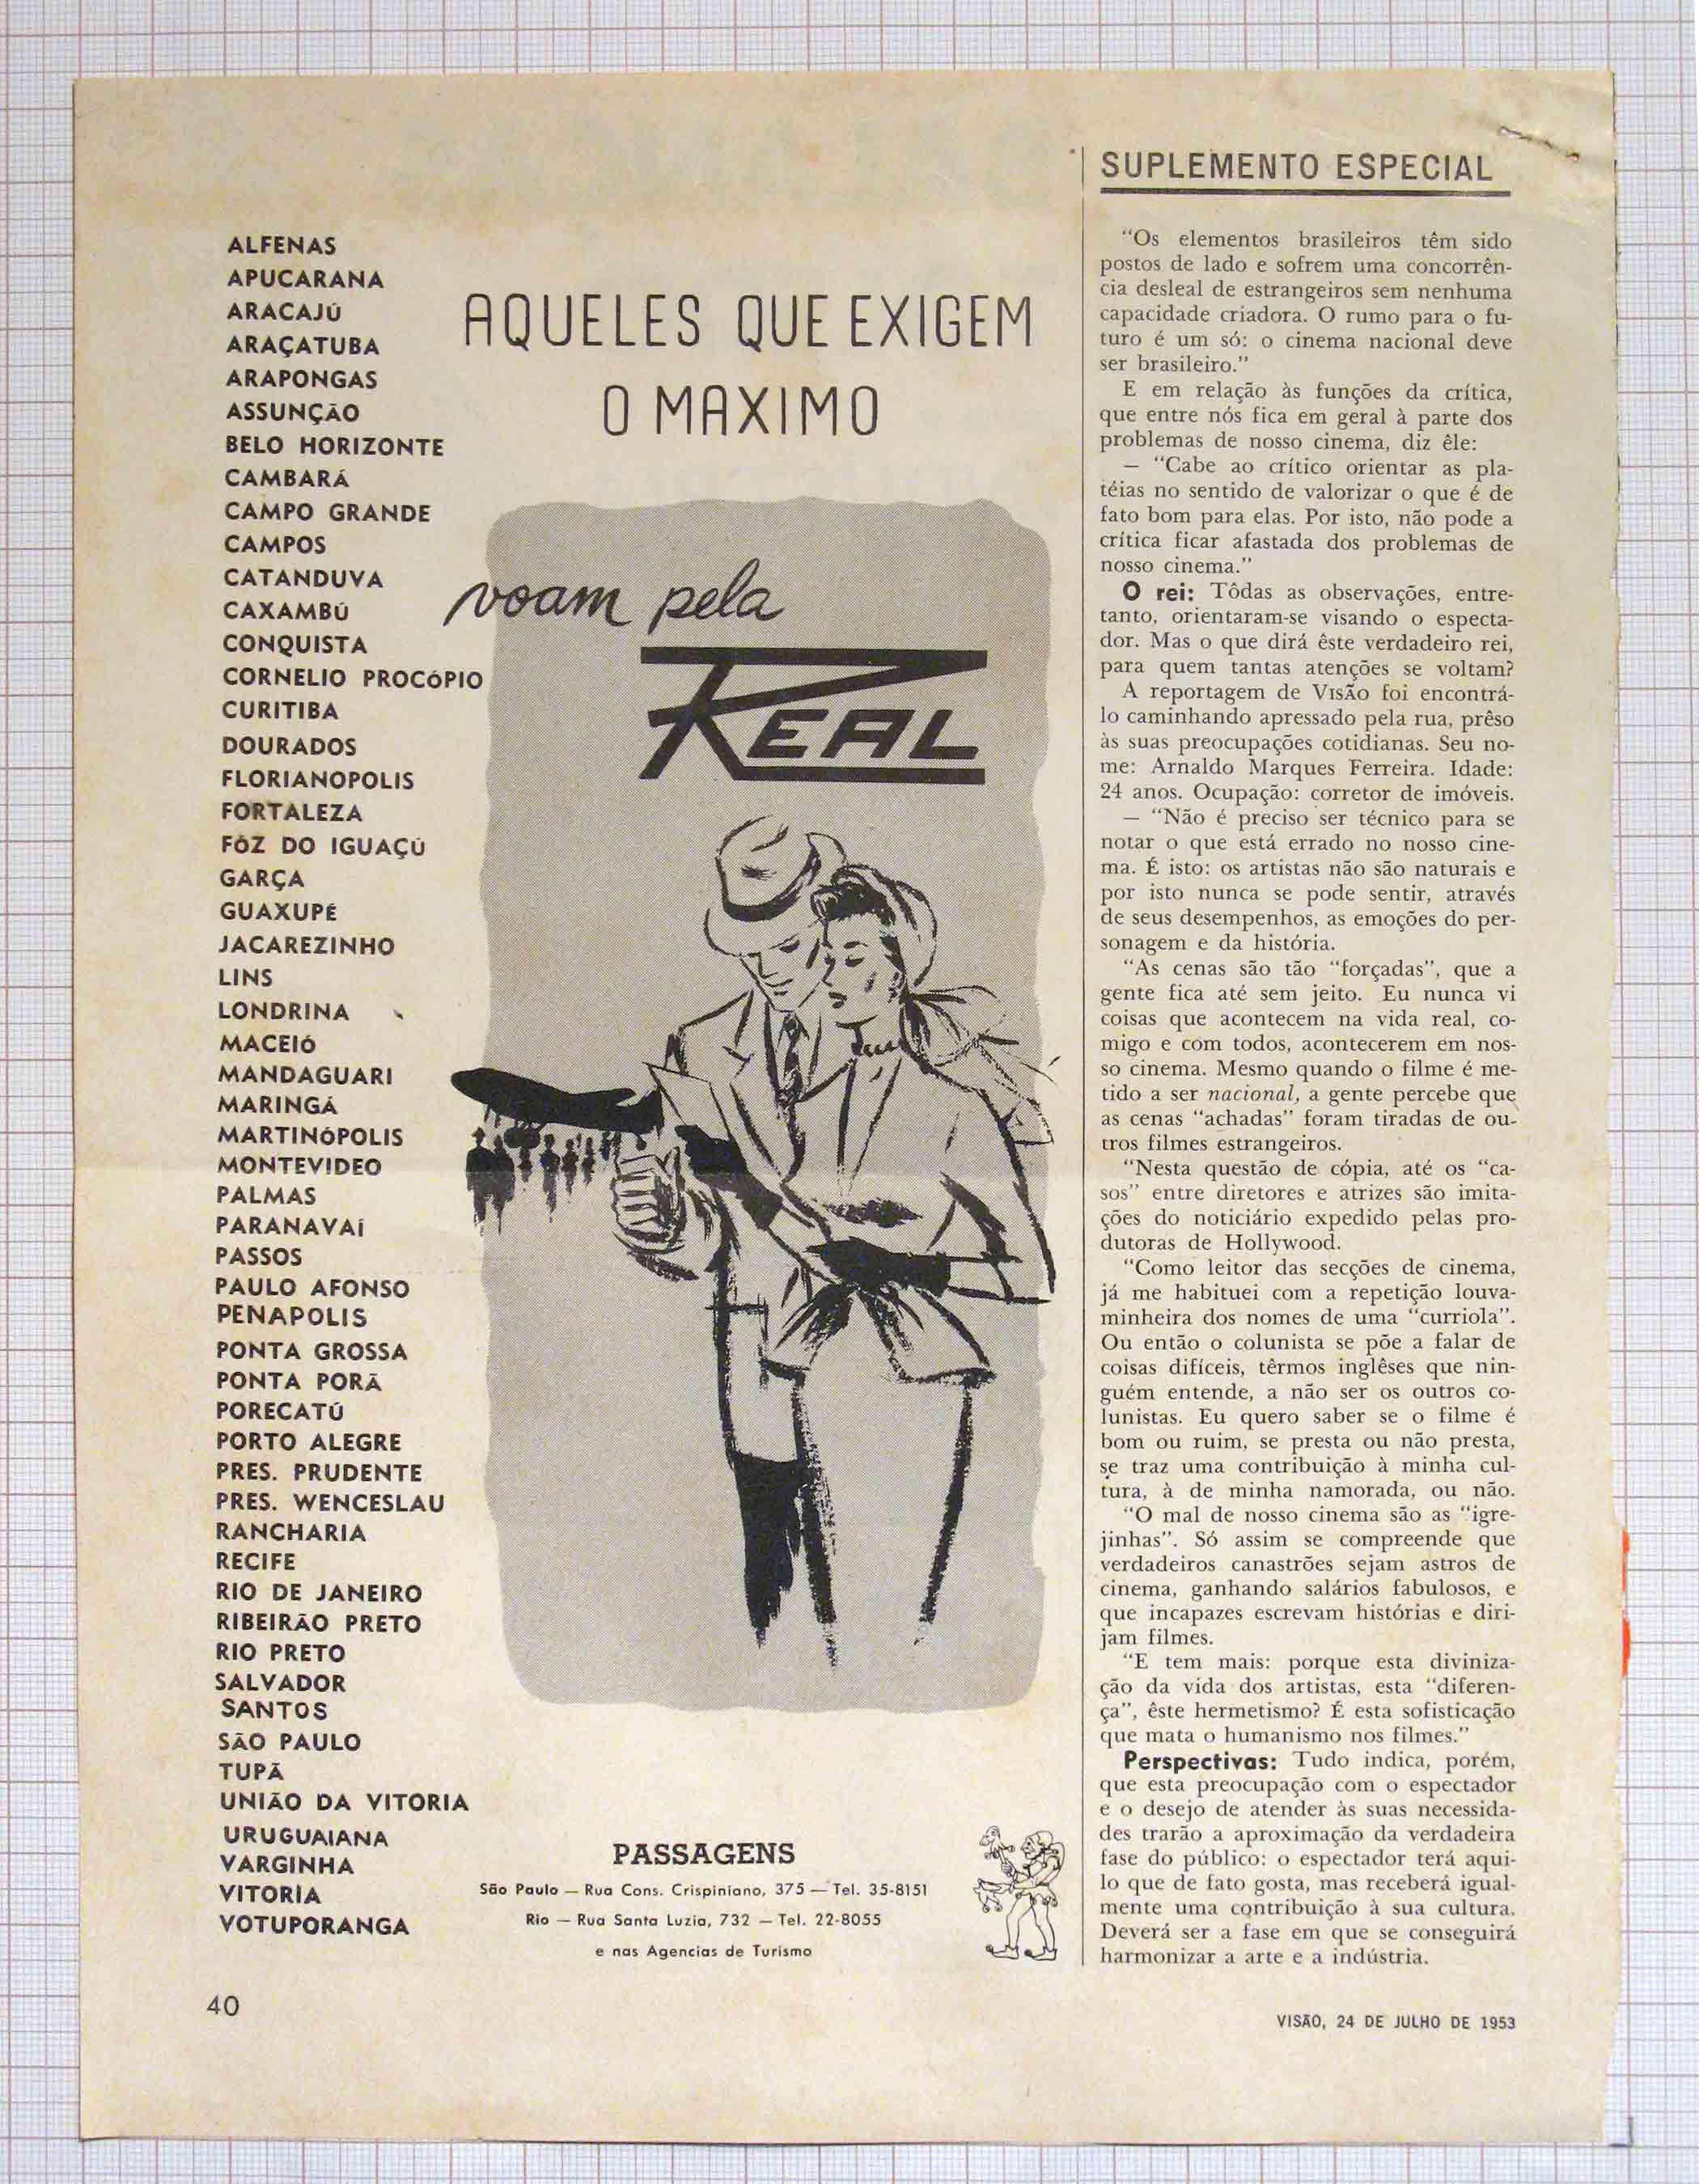 ALFENAS
APUCARANA
ARACAJÚ
ARAÇATUBA
ARAPONGAS
ASSUNÇÃO
BELO HORIZONTE
CAMBARÁ
CAMPO GRANDE
CAMPOS
CATANDUVA
CAXAMBÚ
CONQUISTA
CORNELIO PROCÓPIO
CURITIBA
DOURADOS
FLORIANOPOLIS
FORTALEZA
FÓZ DO IGUAÇÚ
GARÇA
GUAXUPÉ
JACAREZINHO
LINS
LONDRINA
MACEIÓ
MANDAGUARI
MARINGÁ
MARTINÓPOLIS
MONTEVIDEO
PALMAS
PARANAVAÍ
PASSOS
PAULO AFONSO
PENAPOLIS
PONTA GROSSA
PONTA PORÃ
PORECATÚ
PORTO ALEGRE
PRES. PRUDENTE
PRES. WENCESLAU
RANCHARIA
RECIFE
RIO DE JANEIRO
RIBEIRÃO PRETO
RIO PRETO
SALVADOR
SANTOS
SÃO PAULO
TUPÃ
UNIÃO DA VITORIA
URUGUAIANA
VARGINHA
VITORIA
VOTUPORANGA
AQUELES QUE EXIGEM
O MAXIMO
voam pela
REAL
PASSAGENS
São Paulo — Rua Cons. Crispiniano, 375 — Tel. 35-8151
Rio — Rua Santa Luzia, 732 — Tel. 22-8055
e nas Agencias de Turismo
SUPLEMENTO ESPECIAL
"Os elementos brasileiros têm sido
postos de lado e sofrem uma concorrên-
cia desleal de estrangeiros sem nenhuma
capacidade criadora. O rumo para o fu-
turo é um só: o cinema nacional deve
ser brasileiro."
E em relação às funções da crítica,
que entre nós fica em geral à parte dos
problemas de nosso cinema, diz êle:
— "Cabe ao crítico orientar as pla-
téias no sentido de valorizar o que é de
fato bom para elas. Por isto, não pode a
crítica ficar afastada dos problemas de
nosso cinema."
O rei: Tôdas as observações, entre-
tanto, orientaram-se visando o especta-
dor. Mas o que dirá êste verdadeiro rei,
para quem tantas atenções se voltam?
A reportagem de VISÃO foi encontrá-
lo caminhando apressado pela rua, prêso
às suas preocupações cotidianas. Seu no-
me: Arnaldo Marques Ferreira. Idade:
24 anos. Ocupação: corretor de imóveis.
— "Não é preciso ser técnico para se
notar o que está errado no nosso cine-
ma. É isto: os artistas não são naturais e
por isto nunca se pode sentir, através
de seus desempenhos, as emoções do per-
sonagem e da história.
"As cenas são tão "forçadas", que a
gente fica até sem jeito. Eu nunca vi
coisas que acontecem na vida real, co-
migo e com todos, acontecerem em nos-
so cinema. Mesmo quando o filme é me-
tido a ser nacional, a gente percebe que
as cenas "achadas" foram tiradas de ou-
tros filmes estrangeiros.
"Nesta questão de cópia, até os "ca-
sos" entre diretores e atrizes são imita-
ções do noticiário expedido pelas pro-
dutoras de Hollywood.
"Como leitor das secções de cinema,
já me habituei com a repetição louva-
minheira dos nomes de uma "curriola".
Ou então o colunista se põe a falar de
coisas difíceis, têrmos inglêses que nin-
guém entende, a não ser os outros co-
lunistas. Eu quero saber se o filme é
bom ou ruim, se presta ou não presta,
se traz uma contribuição à minha cul-
tura, à de minha namorada, ou não.
"O mal de nosso cinema são as "igre-
jinhas". Só assim se compreende que
verdadeiros canastrões sejam astros de
cinema, ganhando salários fabulosos, e
que incapazes escrevam histórias e diri-
jam filmes.
"E tem mais: porque esta diviniza-
ção da vida dos artistas, esta "diferen-
ça", êste hermetismo? É esta sofisticação
que mata o humanismo nos filmes."
Perspectivas: Tudo indica, porém,
que esta preocupação com o espectador
e o desejo de atender às suas necessida-
des trarão a aproximação da verdadeira
fase do público: o espectador terá aqui-
lo que de fato gosta, mas receberá igual-
mente uma contribuição à sua cultura.
Deverá ser a fase em que se conseguirá
harmonizar a arte e a indústria.
40
VISÃO, 24 DE JULHO DE 1953